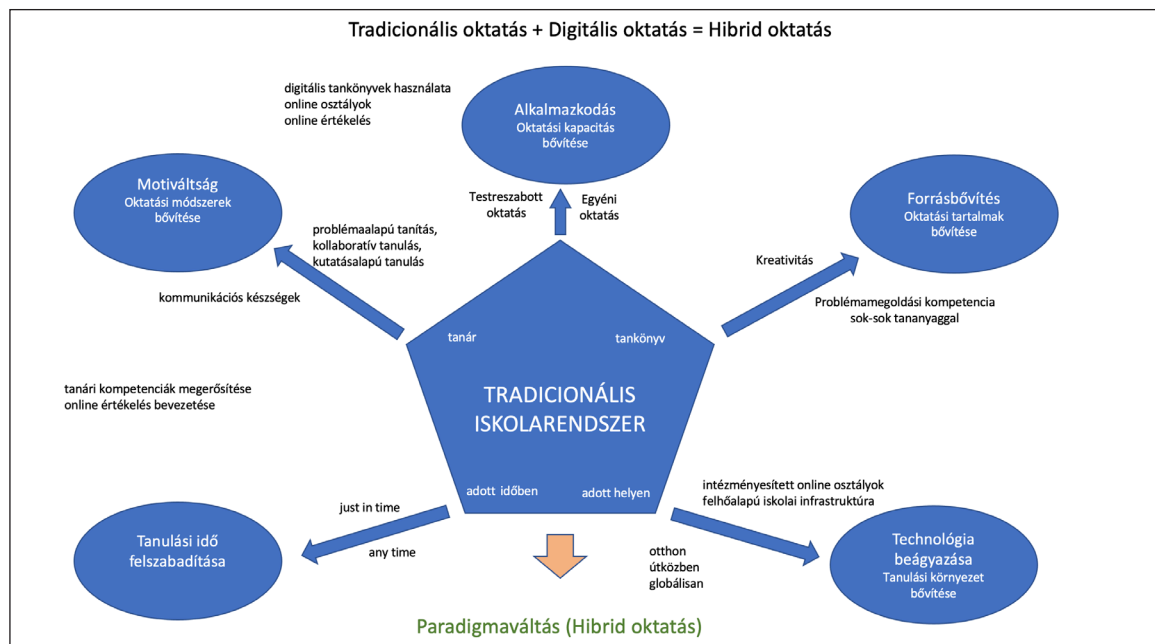 Tradicionális oktatás + Digitális oktatás = Hibrid oktatás
digitális tankönyvek használata
online osztályok
online értékelés
Alkalmazkodás
Oktatási kapacitás
bővítése
Motiváltság
Oktatási módszerek
bővítése
Testreszabott
oktatás
Egyéni
oktatás
Forrásbővítés
Oktatási tartalmak
bővítése
problémaalapú tanítás,
kollaboratív tanulás,
kutatásalapú tanulás
kommunikációs készségek
Kreativitás
Problémamegoldási kompetencia
sok-sok tananyaggal
tanár
tankönyv
TRADICIONÁLIS
ISKOLARENDSZER
adott időben
adott helyen
tanári kompetenciák megerősítése
online értékelés bevezetése
just in time
any time
Tanulási idő
felszabadítása
intézményesített online osztályok
felhőalapú iskolai infrastruktúra
otthon
útközben
globálisan
Technológia
beágyazása
Tanulási környezet
bővítése
Paradigmaváltás (Hibrid oktatás)